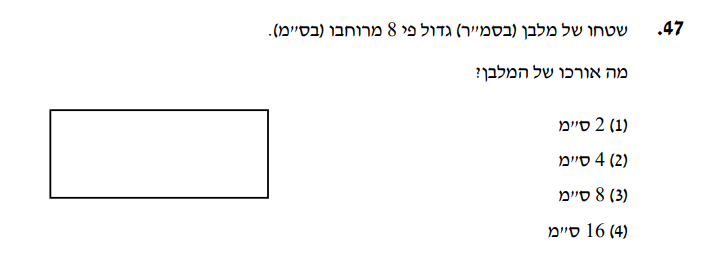 47. שטחו של מלבן (בסמ״ר) גדול פי 8 מרוחבו (בס״מ).
מה אורכו של המלבן?
(1) 2 ס״מ
(2) 4 ס״מ
(3) 8 ס״מ
(4) 16 ס״מ